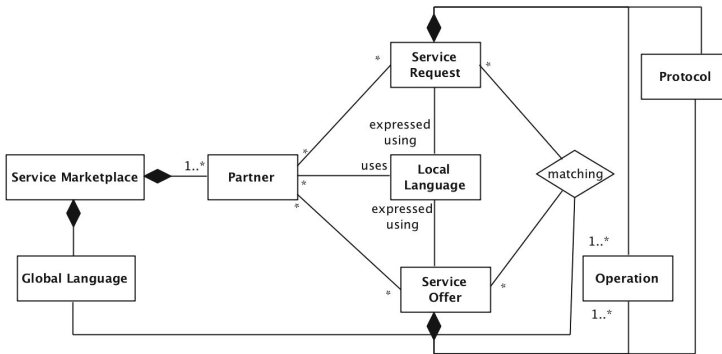 Service
Request
*
*
Protocol
expressed
using
*
1..*
uses
Local
Language
matching
Service Marketplace
Partner
*
*
expressed
using
1..*
Global Language
Service
Offer
*
*
Operation
1..*